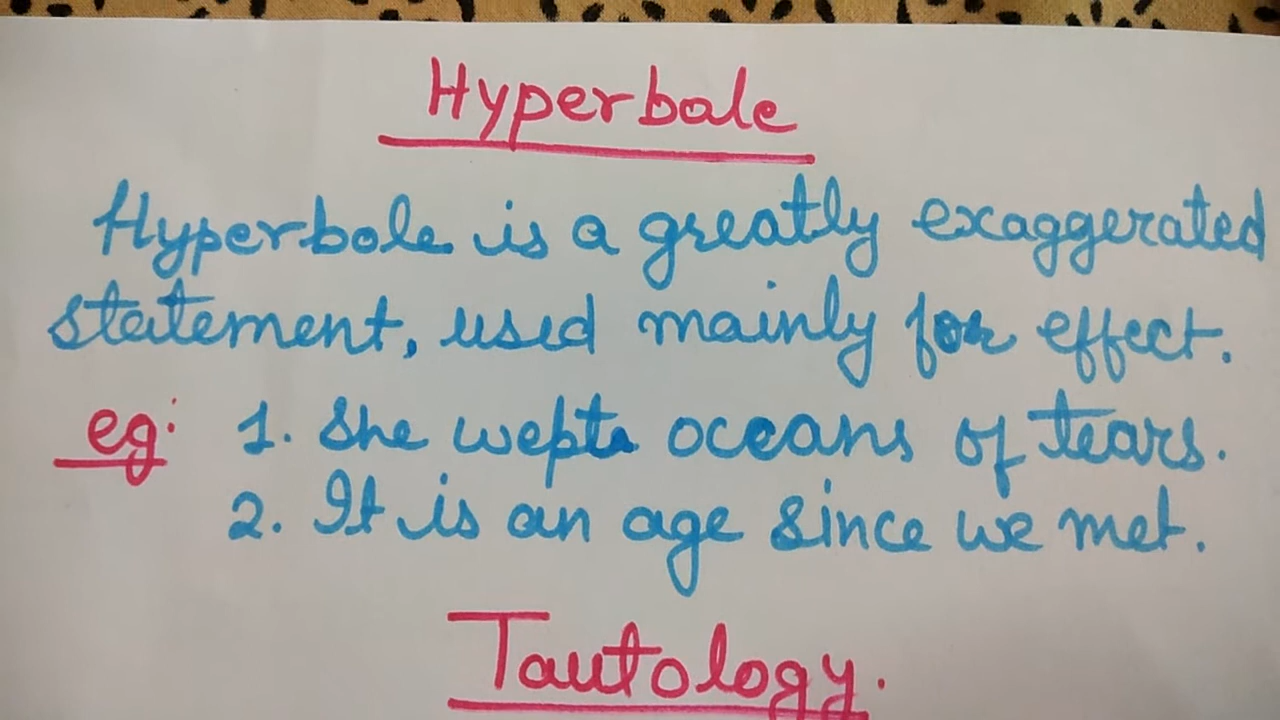 Hyperbole
Hyperbole is a greatly exaggerated
statement, used mainly for effect.
eg: 1. She wept oceans of tears.
2. It is an age since we met.
Tautology.